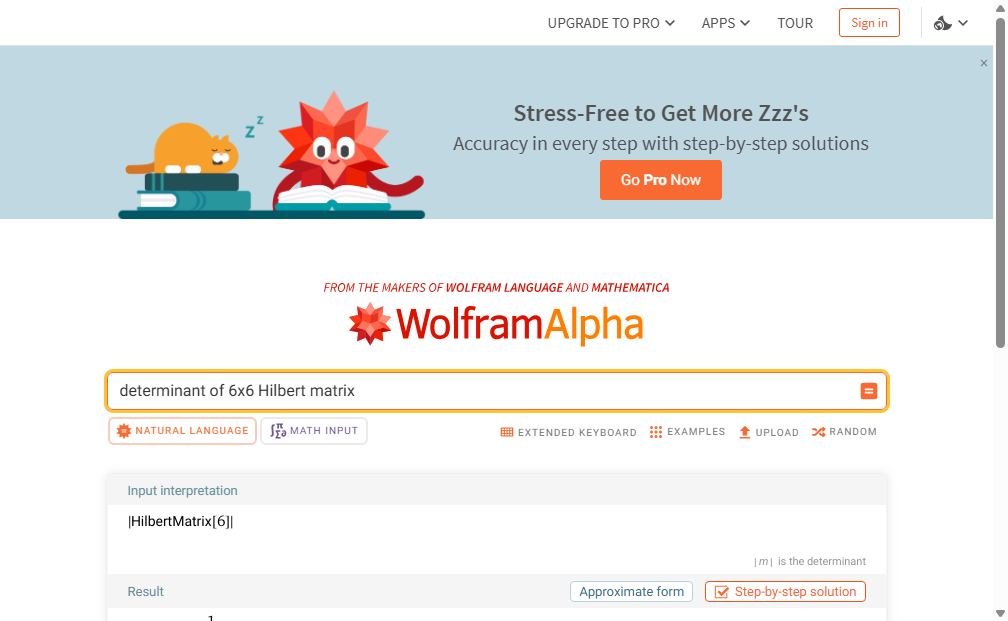 UPGRADE TO PRO APPS TOUR Sign in
×
z z
Stress-Free to Get More Zzz's
Accuracy in every step with step-by-step solutions
Go Pro Now
FROM THE MAKERS OF WOLFRAM LANGUAGE AND MATHEMATICA
WolframAlpha
determinant of 6x6 Hilbert matrix =
NATURAL LANGUAGE ∫π Σ∂ MATH INPUT EXTENDED KEYBOARD EXAMPLES UPLOAD RANDOM
Input interpretation
|HilbertMatrix[6]|
|m| is the determinant
Result Approximate form Step-by-step solution
1